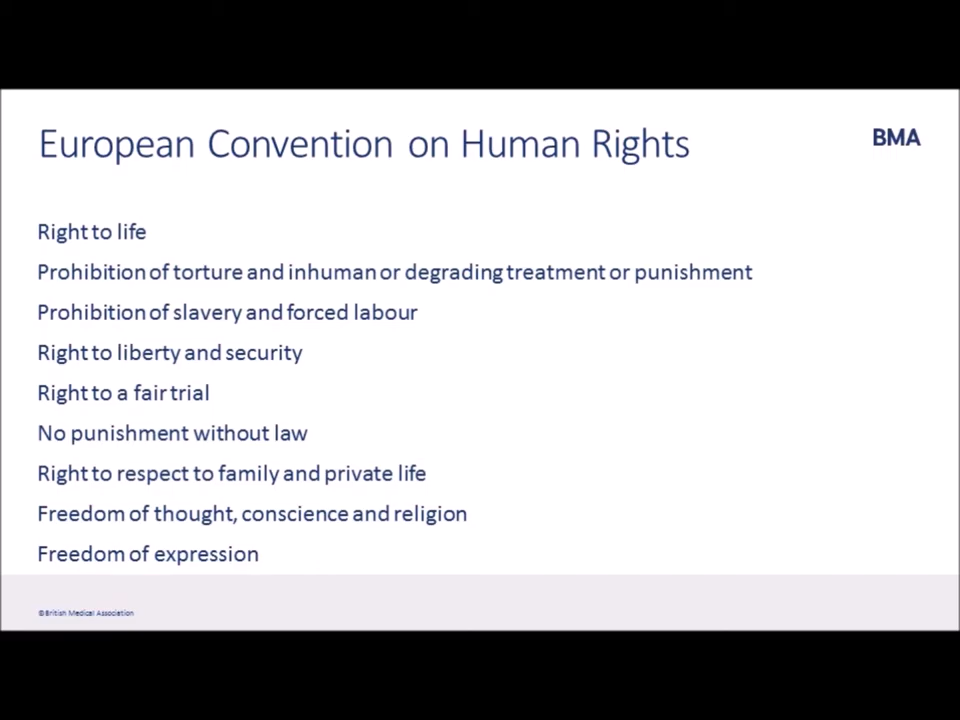 European Convention on Human Rights
BMA
Right to life
Prohibition of torture and inhuman or degrading treatment or punishment
Prohibition of slavery and forced labour
Right to liberty and security
Right to a fair trial
No punishment without law
Right to respect to family and private life
Freedom of thought, conscience and religion
Freedom of expression
©British Medical Association